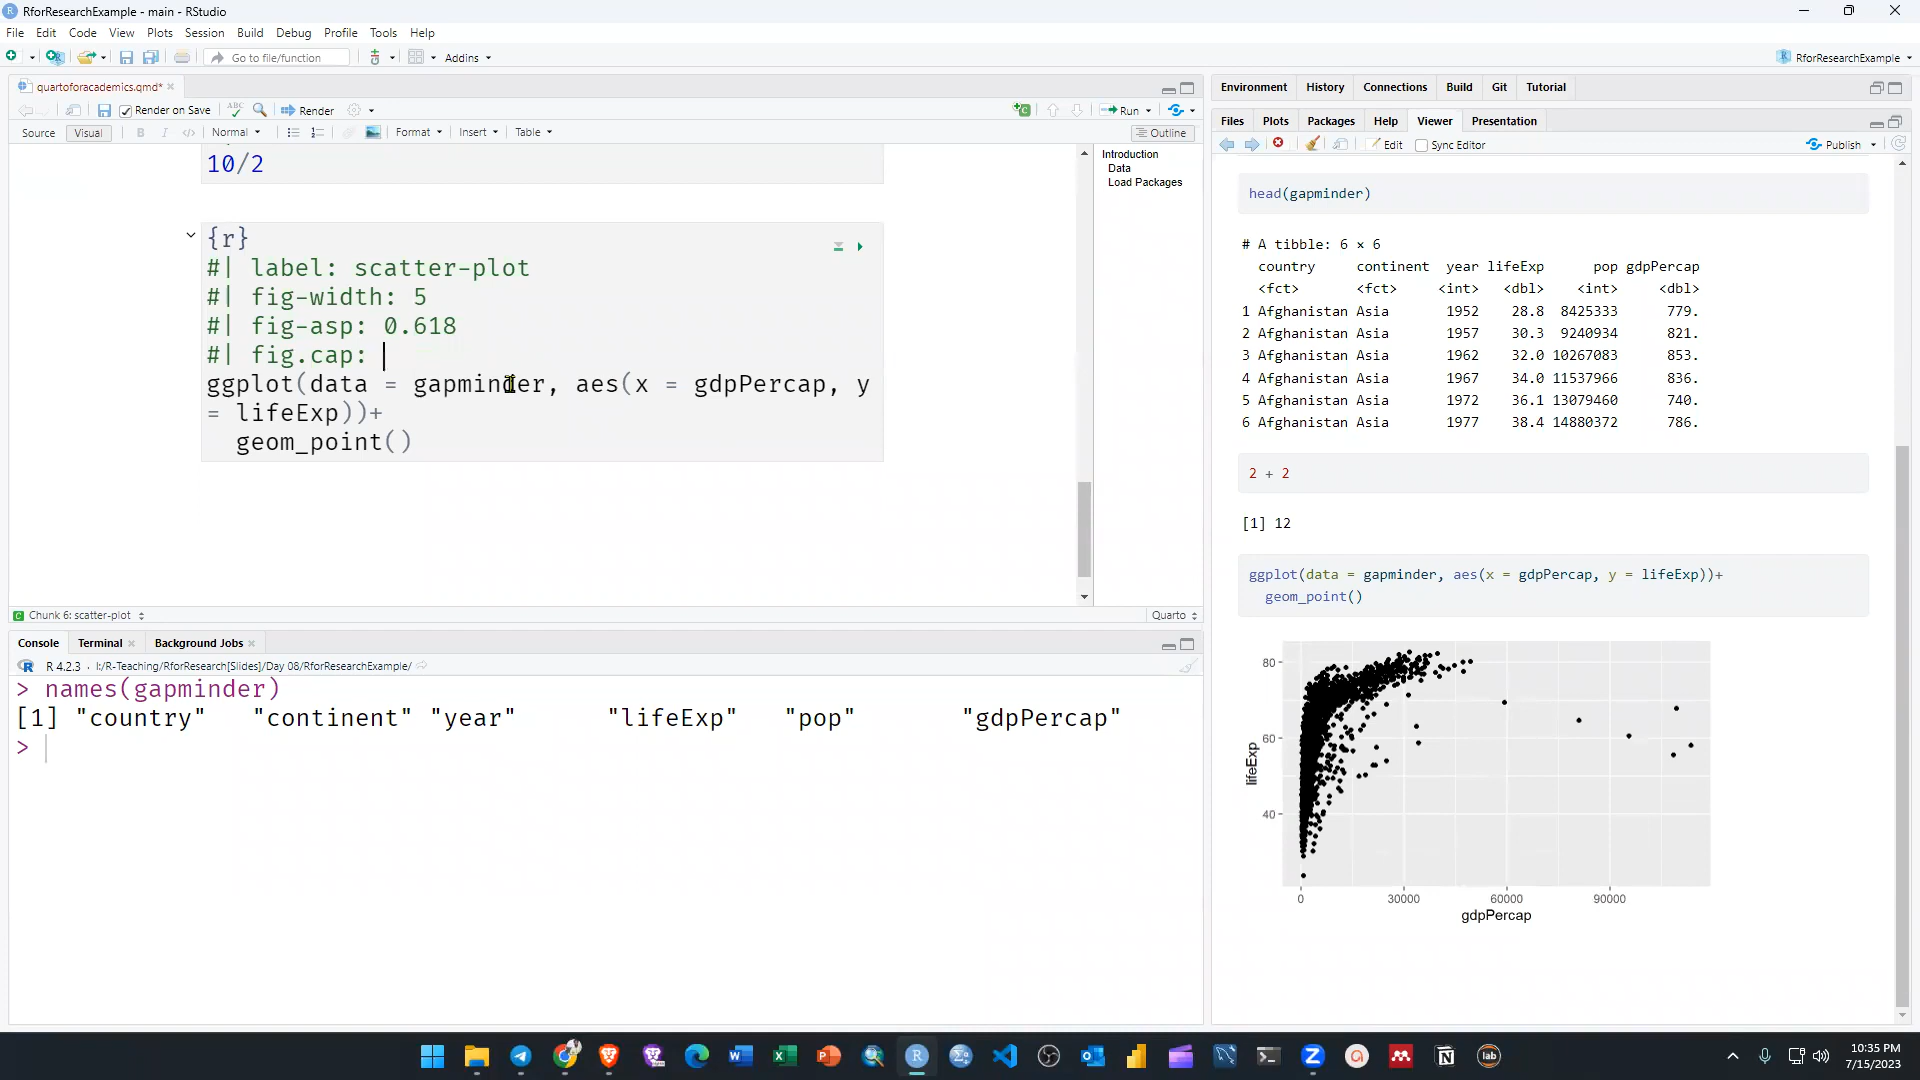 RforResearchExample - main - RStudio
File Edit Code View Plots Session Build Debug Profile Tools Help
Go to file/function Addins RforResearchExample
quartoforacademics.qmd*
Render on Save ABC Render Run
Source Visual B I </> Normal Format Insert Table Outline
10/2
{r}
#| label: scatter-plot
#| fig-width: 5
#| fig-asp: 0.618
#| fig.cap:
ggplot(data = gapminder, aes(x = gdpPercap, y
= lifeExp))+
geom_point()
Introduction
Data
Load Packages
Chunk 6: scatter-plot Quarto
Console Terminal Background Jobs
R 4.2.3 · I:/R-Teaching/RforResearch[Slides]/Day 08/RforResearchExample/
> names(gapminder)
[1] "country" "continent" "year" "lifeExp" "pop" "gdpPercap"
>
Environment History Connections Build Git Tutorial
Files Plots Packages Help Viewer Presentation
Edit Sync Editor Publish
head(gapminder)
# A tibble: 6 × 6
country continent year lifeExp pop gdpPercap
<fct> <fct> <int> <dbl> <int> <dbl>
1 Afghanistan Asia 1952 28.8 8425333 779.
2 Afghanistan Asia 1957 30.3 9240934 821.
3 Afghanistan Asia 1962 32.0 10267083 853.
4 Afghanistan Asia 1967 34.0 11537966 836.
5 Afghanistan Asia 1972 36.1 13079460 740.
6 Afghanistan Asia 1977 38.4 14880372 786.
2 + 2
[1] 12
ggplot(data = gapminder, aes(x = gdpPercap, y = lifeExp))+
geom_point()
80
60
40
lifeExp
0 30000 60000 90000
gdpPercap
lab
10:35 PM
7/15/2023